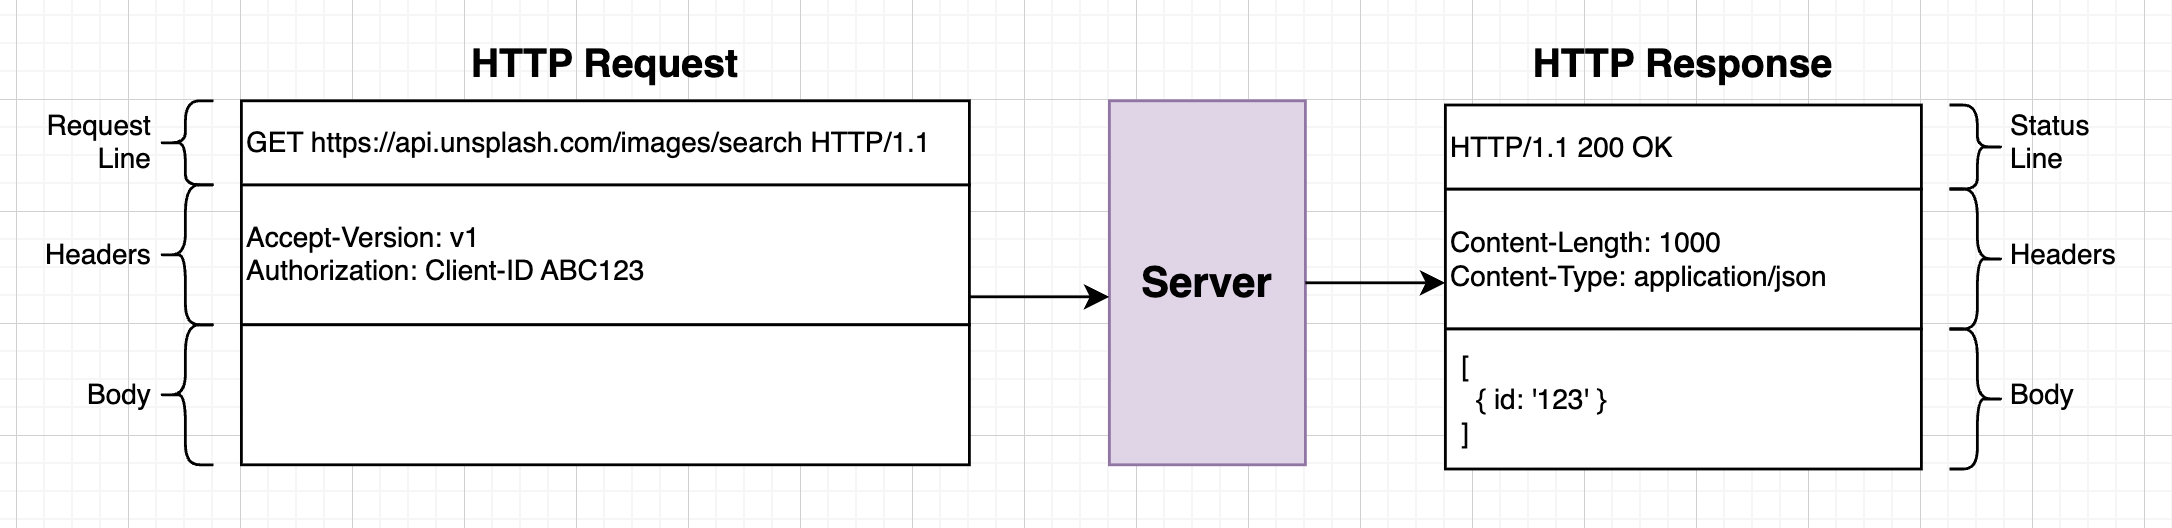 HTTP Request
Request
Line
GET https://api.unsplash.com/images/search HTTP/1.1
Headers
Accept-Version: v1
Authorization: Client-ID ABC123
Body
Server
HTTP Response
HTTP/1.1 200 OK
Status
Line
Content-Length: 1000
Content-Type: application/json
Headers
[
{ id: '123' }
]
Body